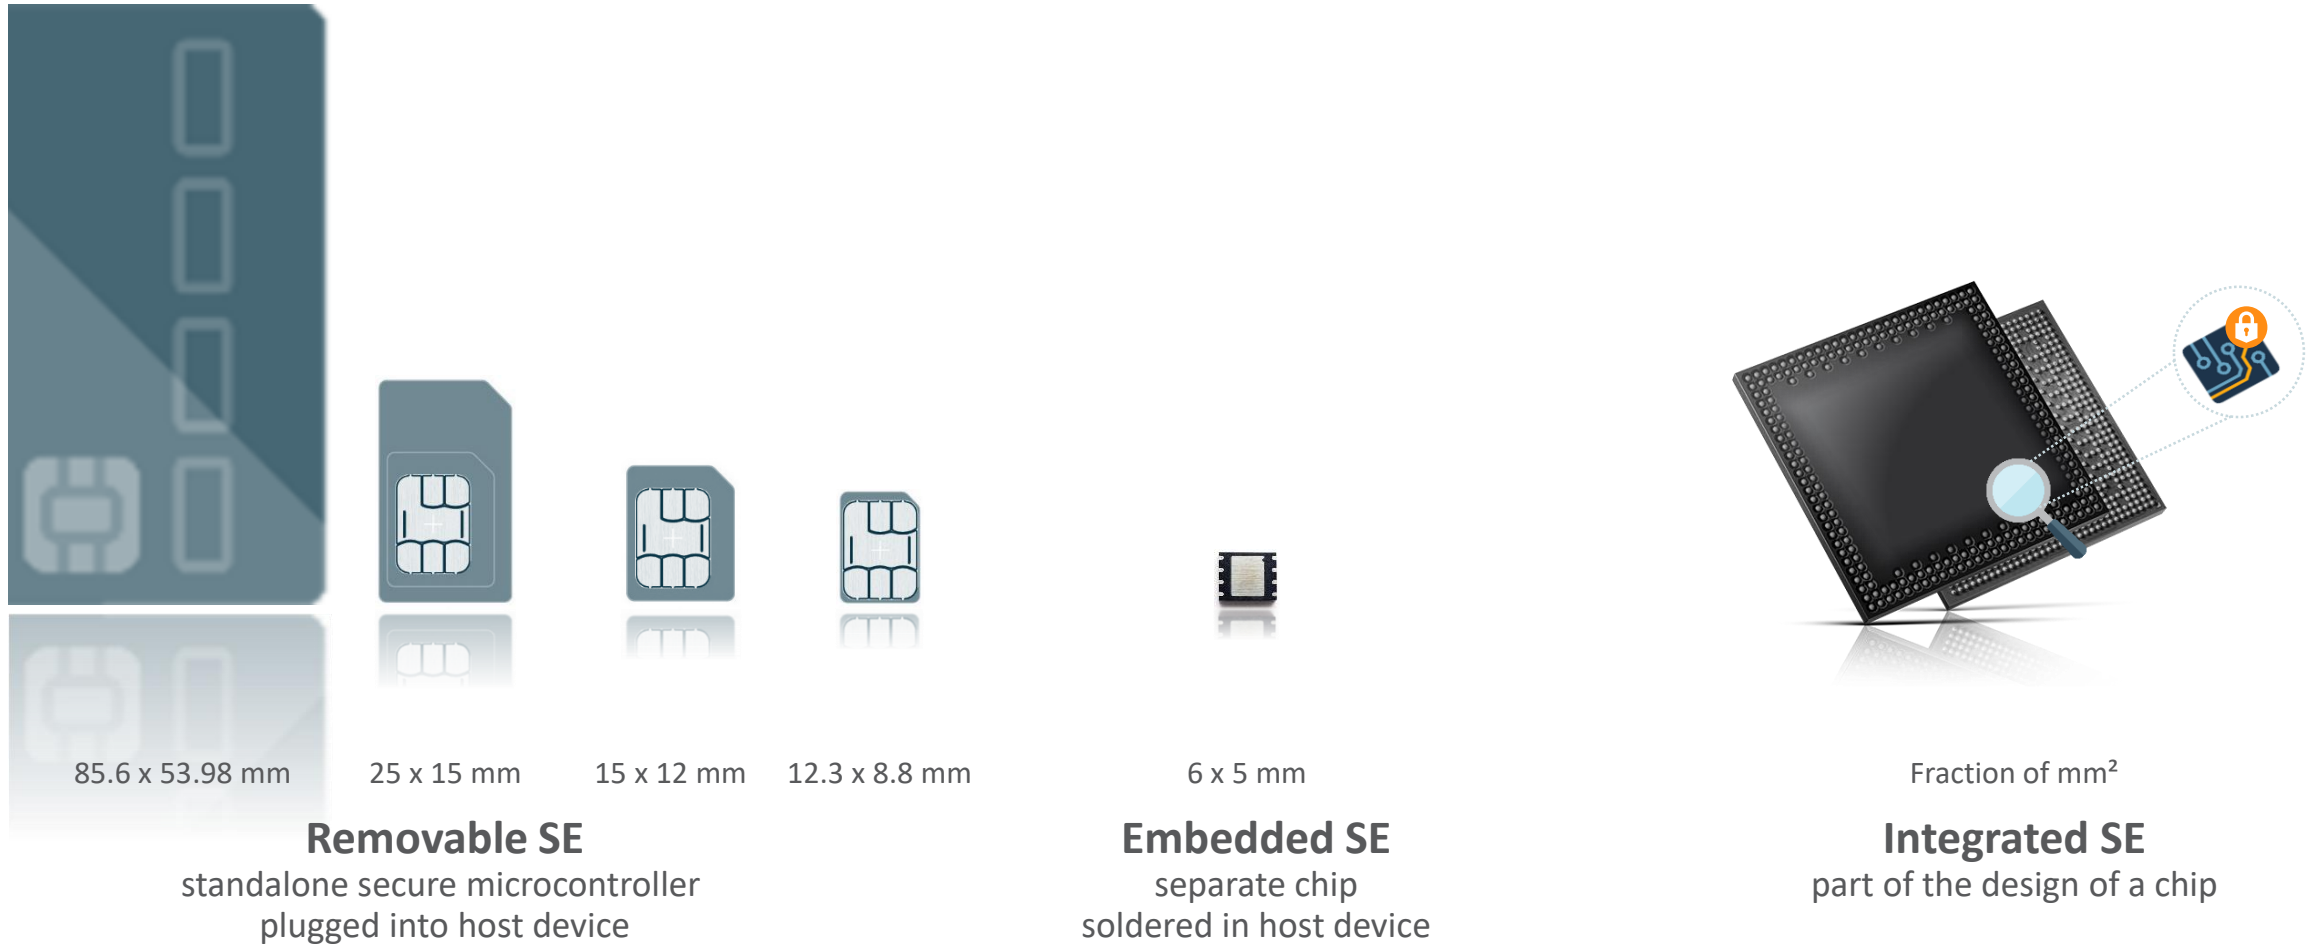 85.6 x 53.98 mm
25 x 15 mm
15 x 12 mm
12.3 x 8.8 mm
6 x 5 mm
Fraction of mm²
Removable SE
standalone secure microcontroller
plugged into host device
Embedded SE
separate chip
soldered in host device
Integrated SE
part of the design of a chip